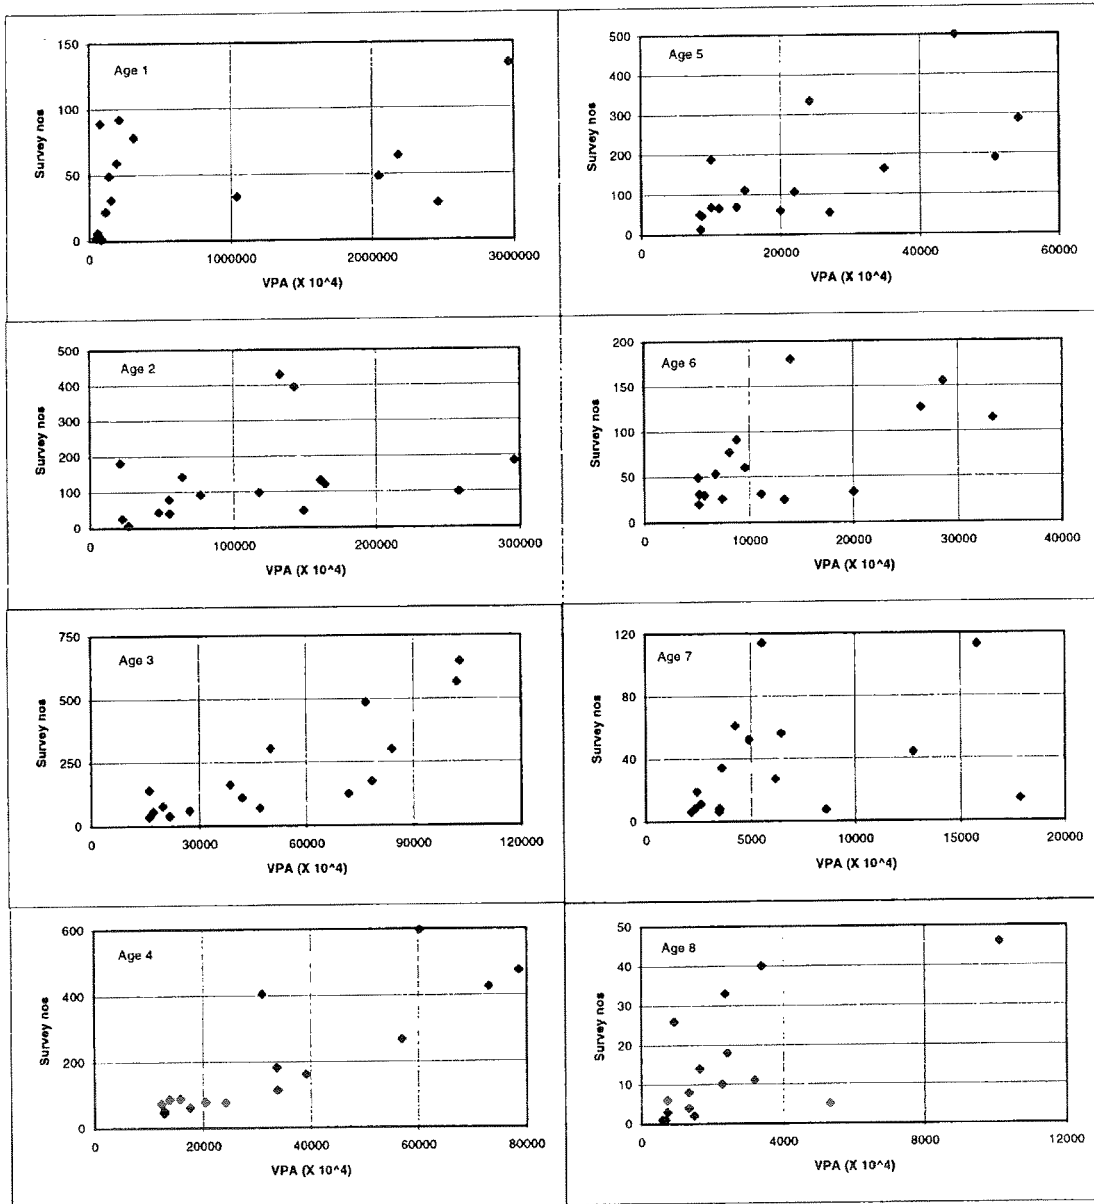 150
Age 1
100
50
0
Survey nos
0 1000000 2000000 3000000
VPA (X 10^4)
500
Age 2
400
300
200
100
0
Survey nos
0 100000 200000 300000
VPA (X 10^4)
750
Age 3
500
250
0
Survey nos
0 30000 60000 90000 120000
VPA (X 10^4)
600
Age 4
400
200
0
Survey nos
0 20000 40000 60000 80000
VPA (X 10^4)
500
Age 5
400
300
200
100
0
Survey nos
0 20000 40000 60000
VPA (X 10^4)
200
Age 6
150
100
50
0
Survey nos
0 10000 20000 30000 40000
VPA (X 10^4)
120
Age 7
80
40
0
Survey nos
0 5000 10000 15000 20000
VPA (X 10^4)
50
Age 8
40
30
20
10
0
Survey nos
0 4000 8000 12000
VPA (X 10^4)